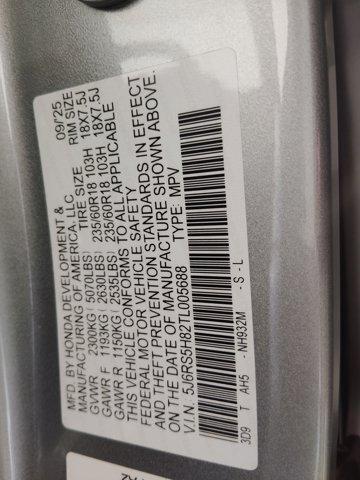 MFD. BY HONDA DEVELOPMENT & 09/'25
MANUFACTURING OF AMERICA, LLC.
TIRE SIZE RIM SIZE
GVWR 2300KG (5070LBS)
GAWR F 1193KG (2630LBS) 235/60R18 103H 18X7.5J
GAWR R 1150KG (2535LBS) 235/60R18 103H 18X7.5J
THIS VEHICLE CONFORMS TO ALL APPLICABLE
FEDERAL MOTOR VEHICLE SAFETY
AND THEFT PREVENTION STANDARDS IN EFFECT
ON THE DATE OF MANUFACTURE SHOWN ABOVE.
V.I.N. 5J6RS5H82TL005688 TYPE: MPV
3D9 T AH5 NH932M - S - L